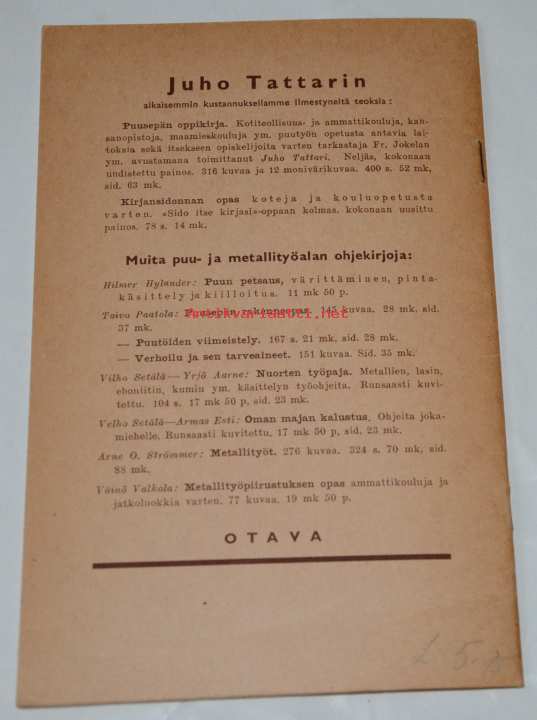 Juho Tattarin
aikaisemmin kustannuksellamme ilmestyneitä teoksia:
Puusepän oppikirja. Kotiteollisuus- ja ammattikouluja, kan-
sanopistoja, maamieskouluja ym. puutyön opetusta antavia lai-
toksia sekä itsekseen opiskelijoita varten tarkastaja Fr. Jokelan
ym. avustamana toimittanut Juho Tattari. Neljäs, kokonaan
uudistettu painos. 316 kuvaa ja 12 monivärikuvaa. 400 s. 52 mk,
sid. 63 mk.
Kirjansidonnan opas koteja ja kouluopetusta
varten. «Sido itse kirjasi»-oppaan kolmas, kokonaan uusittu
painos. 78 s. 14 mk.
Muita puu- ja metallityöalan ohjekirjoja:
Hilmer Hylander: Puun petsaus, värittäminen, pinta-
käsittely ja kiilloitus. 11 mk 50 p.
Toivo Paatola: Puusepän rakenneopas. 145 kuvaa. 28 mk, sid.
37 mk.
— Puutöiden viimeistely. 167 s. 21 mk, sid. 28 mk.
— Verhoilu ja sen tarveaineet. 151 kuvaa. Sid. 35 mk.
Vilho Setälä—Yrjö Aarne: Nuorten työpaja. Metallien, lasin,
eboniitin, kumin ym. käsittelyn työohjeita. Runsaasti kuvi-
tettu. 104 s. 17 mk 50 p, sid. 23 mk.
Velho Setälä—Armas Esti: Oman majan kalustus. Ohjeita joka-
miehelle. Runsaasti kuvitettu. 17 mk 50 p, sid. 23 mk.
Arne O. Strömmer: Metallityöt. 276 kuvaa. 324 s. 70 mk, sid.
88 mk.
Väinö Valkola: Metallityöpiirustuksen opas ammattikouluja ja
jatkoluokkia varten. 77 kuvaa. 19 mk 50 p.
OTAVA